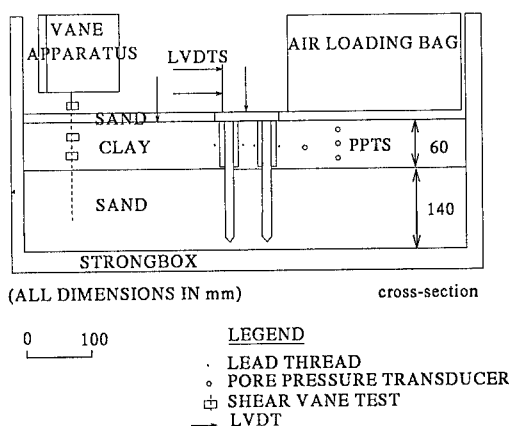 VANE
APPARATUS
LVDTS
AIR LOADING BAG
SAND
CLAY
PPTS
60
SAND
140
STRONGBOX
(ALL DIMENSIONS IN mm)
cross-section
0 100
LEGEND
LEAD THREAD
PORE PRESSURE TRANSDUCER
SHEAR VANE TEST
LVDT